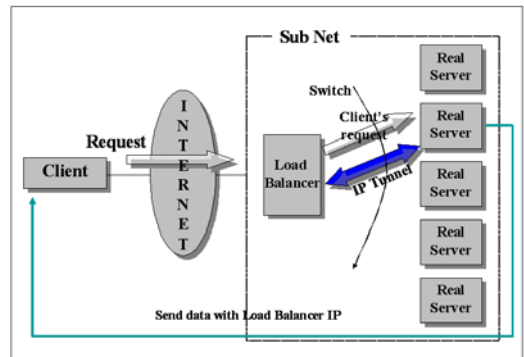 Sub Net
Real
Server
Switch
Client's
request
Real
Server
INTERNET
Request
Client
Load
Balancer
IP Tunnel
Real
Server
Real
Server
Real
Server
Send data with Load Balancer IP